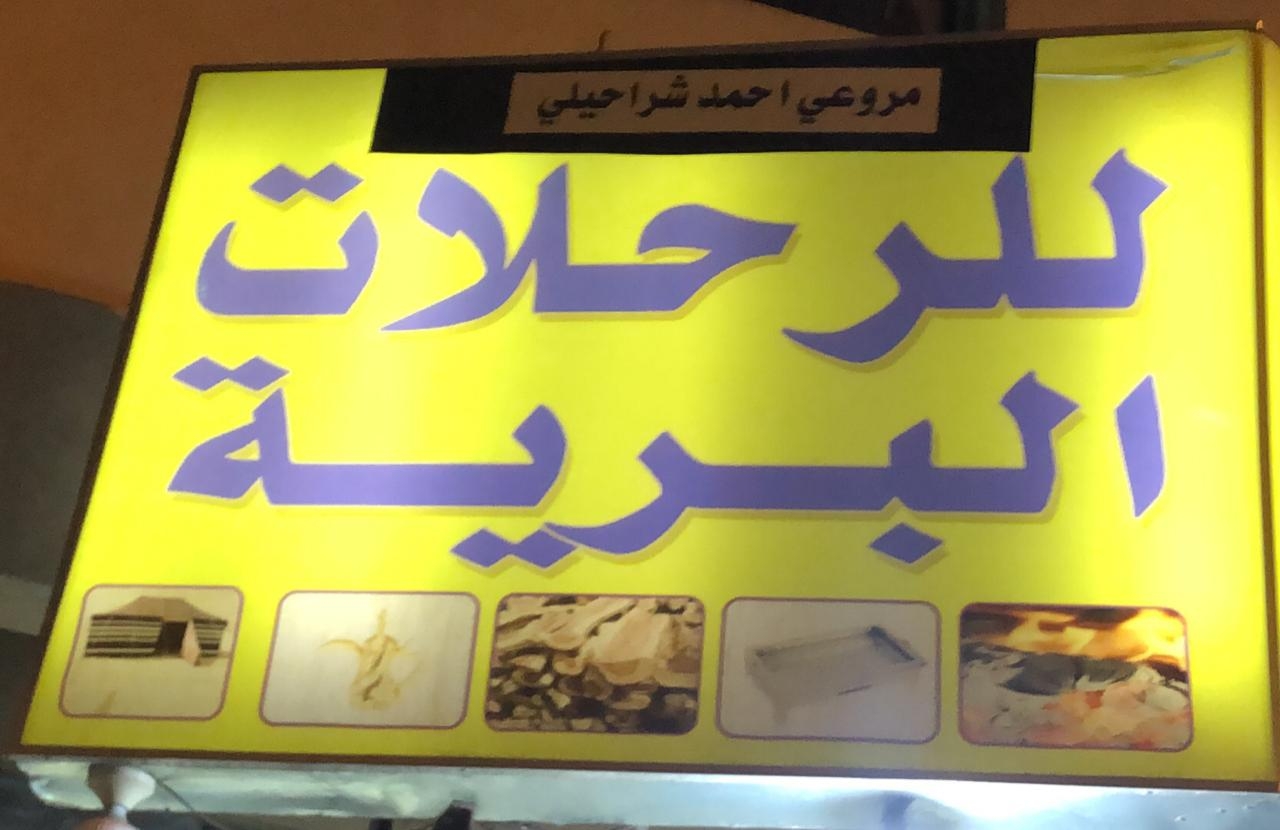 مروعي احمد شراحيلي
للرحلات
البرية